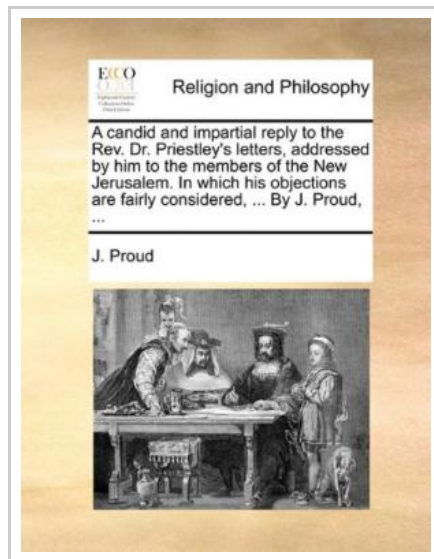 ECCO
Religion and Philosophy
A candid and impartial reply to the
Rev. Dr. Priestley's letters, addressed
by him to the members of the New
Jerusalem. In which his objections
are fairly considered, ... By J. Proud,
...
J. Proud